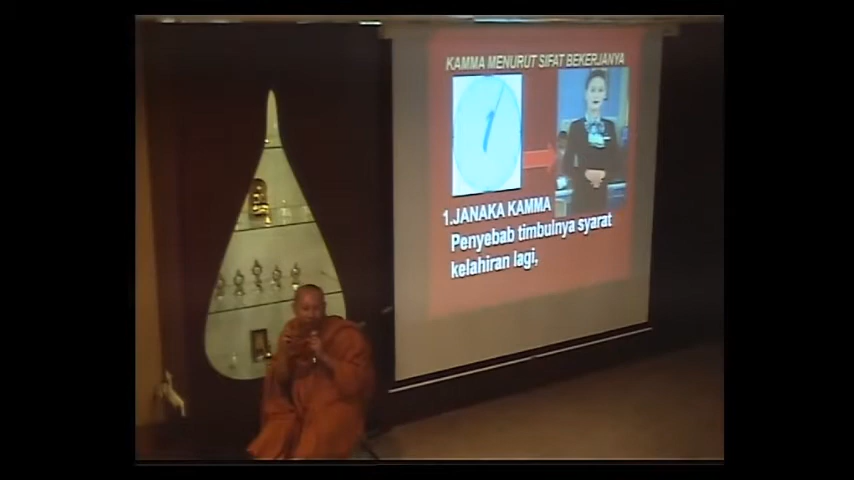 KAMMA MENURUT SIFAT BEKERJANYA
1.JANAKA KAMMA
Penyebab timbulnya syarat
kelahiran lagi,